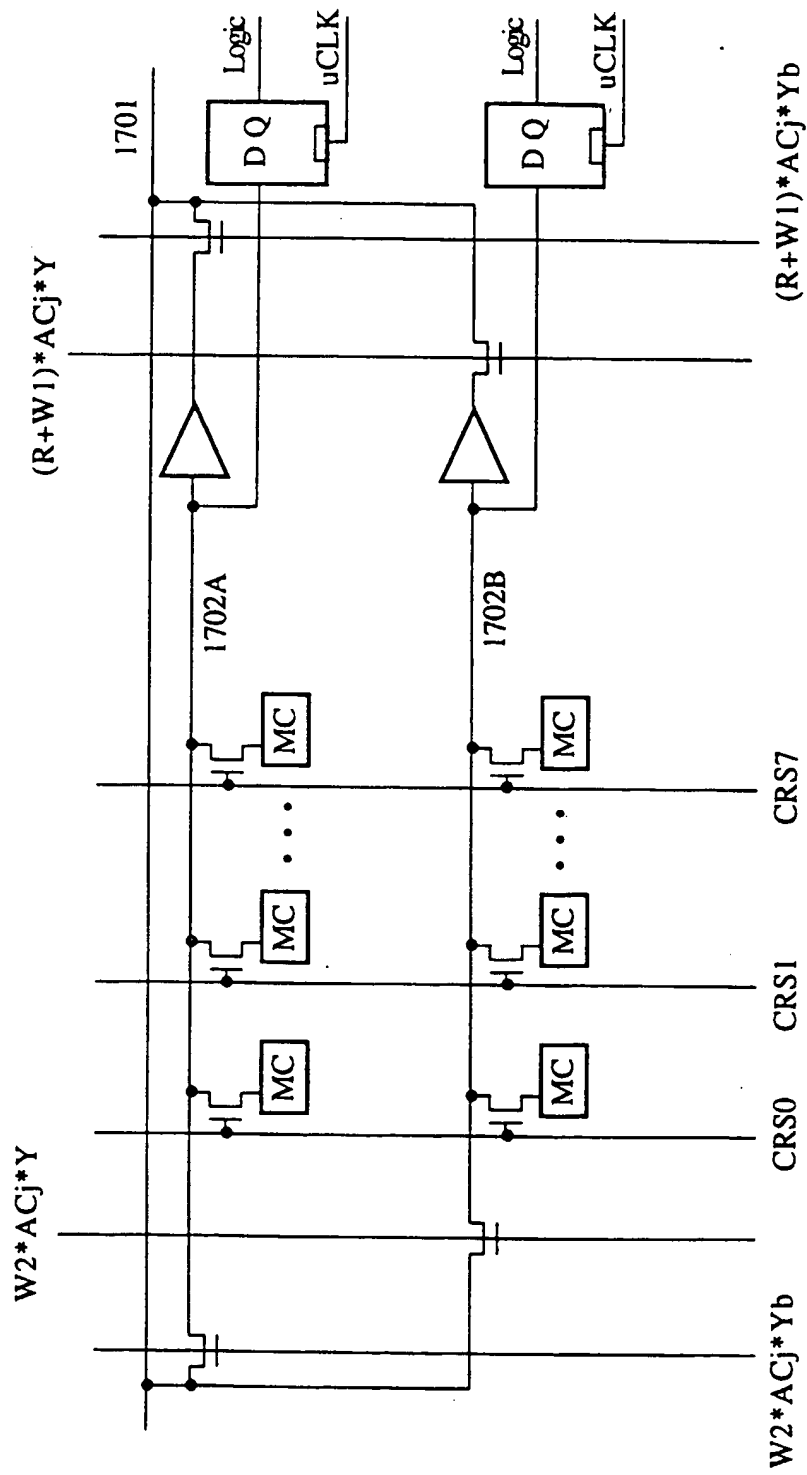 W2*ACj*Y
W2*ACj*Yb
CRS0
CRS1
CRS7
MC
MC
MC
MC
MC
MC
1702A
1702B
(R+W1)*ACj*Y
(R+W1)*ACj*Yb
1701
D Q
Logic
uCLK
D Q
Logic
uCLK